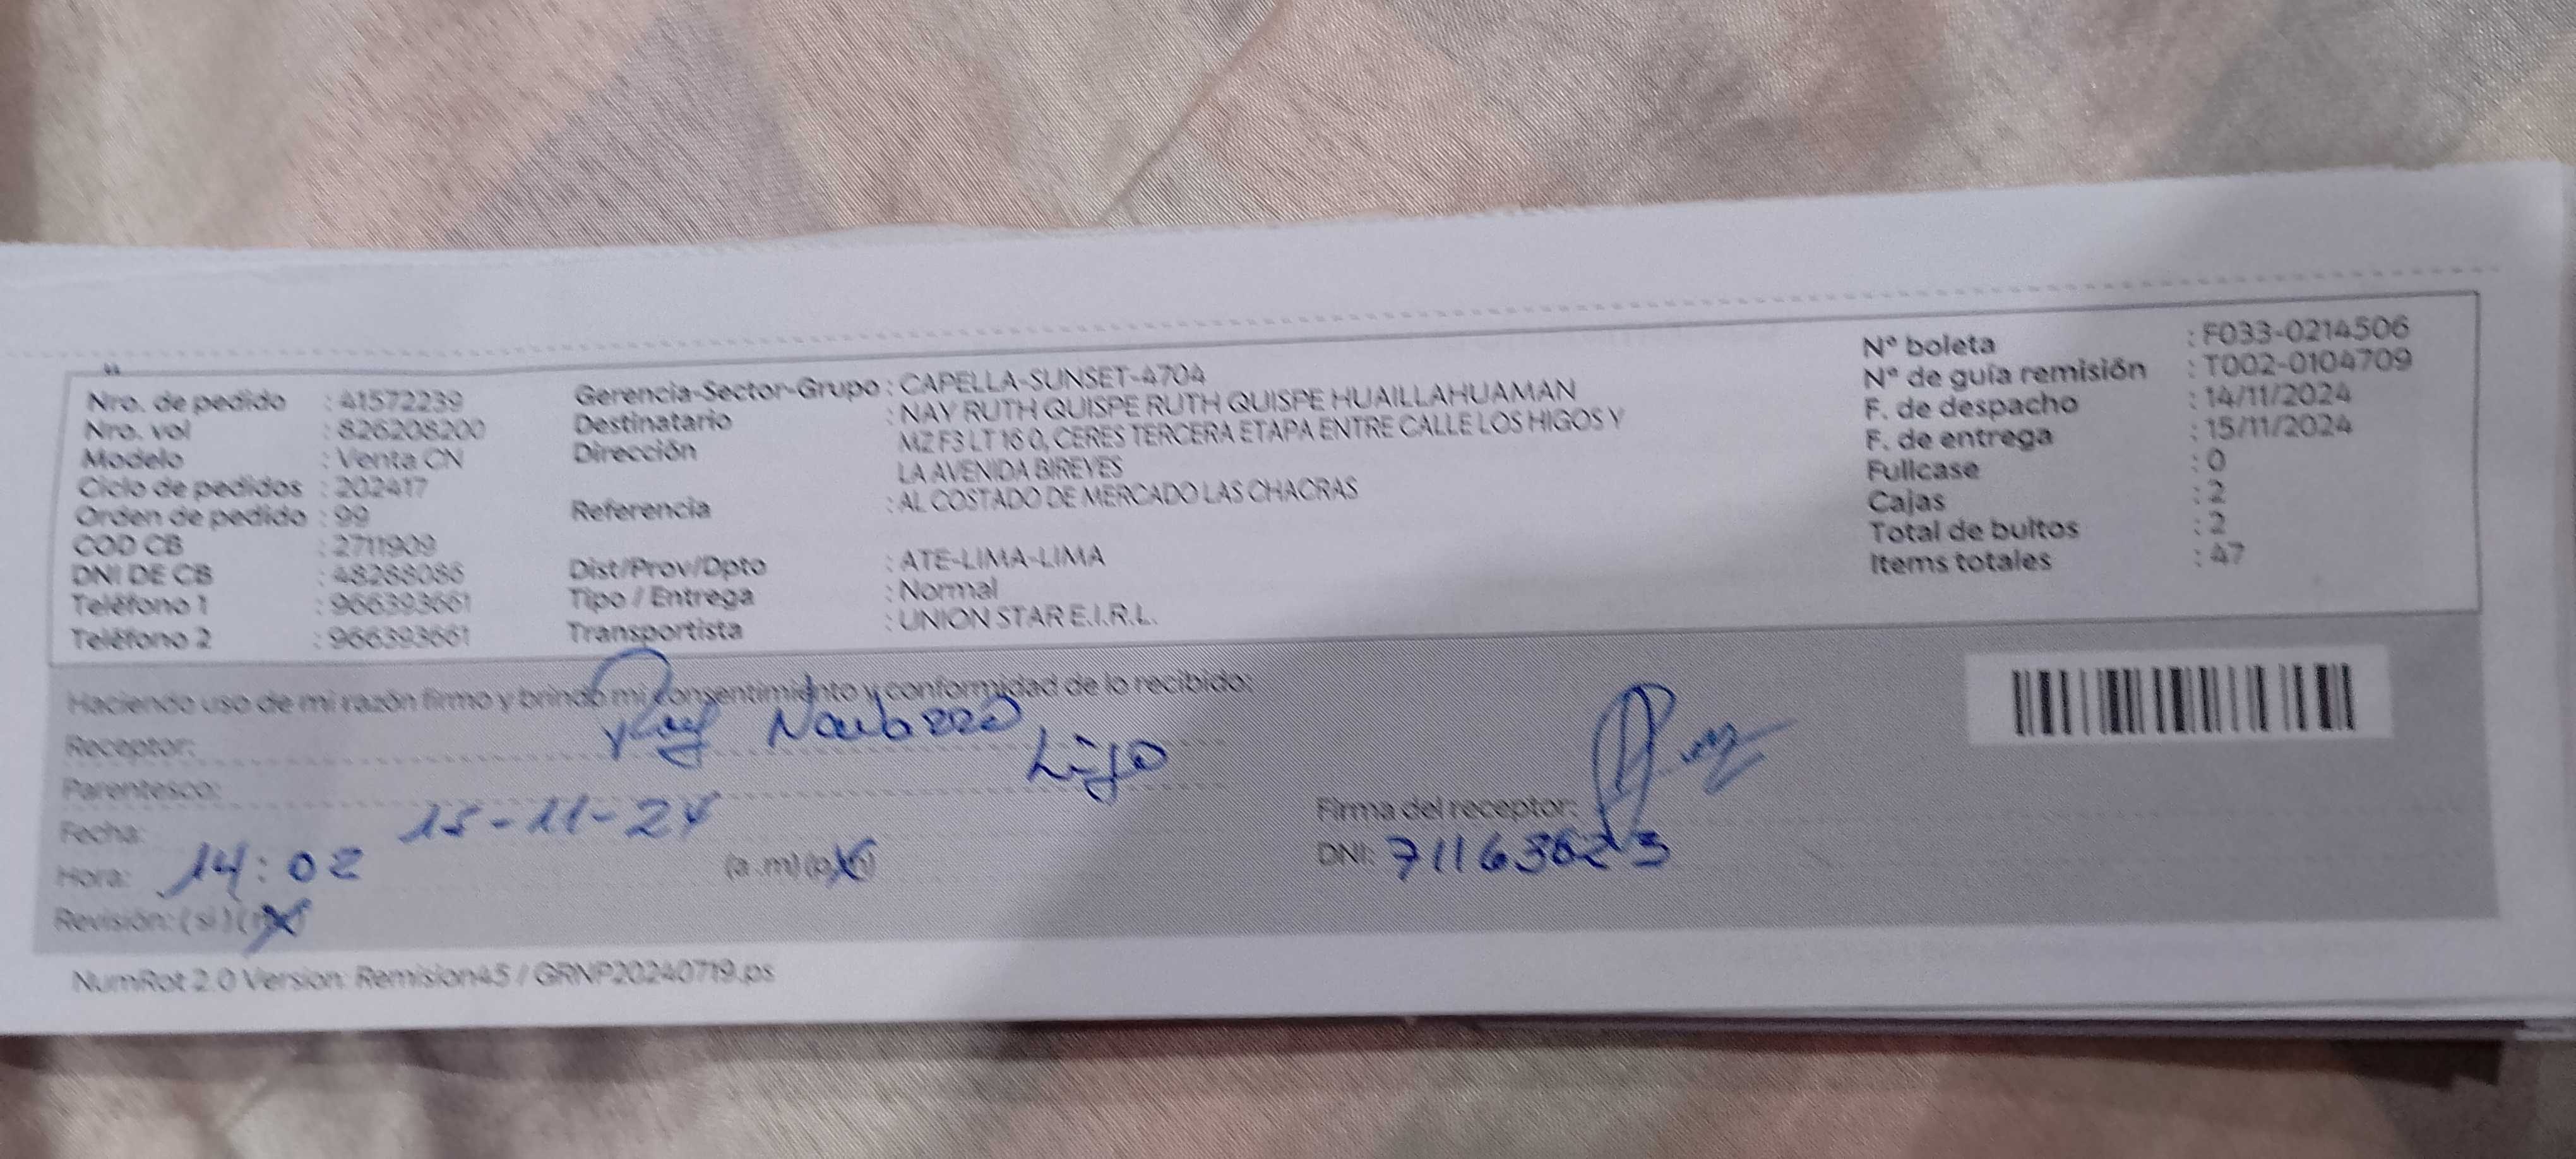 Nro. de pedido : 41572239
Nro. vol : 826208200
Modelo : Venta CN
Ciclo de pedidos : 202417
Orden de pedido : 99
COD CB : 2711909
DNI DE CB : 48268086
Teléfono 1 : 966393661
Teléfono 2 : 966393661
Gerencia-Sector-Grupo : CAPELLA-SUNSET-4704
Destinatario : NAY RUTH QUISPE RUTH QUISPE HUAILLAHUAMAN
Dirección MZ F3 LT 16 0, CERES TERCERA ETAPA ENTRE CALLE LOS HIGOS Y
LA AVENIDA BIREYES
Referencia : AL COSTADO DE MERCADO LAS CHACRAS
Dist/Prov/Dpto : ATE-LIMA-LIMA
Tipo / Entrega : Normal
Transportista : UNION STAR E.I.R.L.
N° boleta : F033-0214506
N° de guía remisión : T002-0104709
F. de despacho : 14/11/2024
F. de entrega : 15/11/2024
Fullcase : 0
Cajas : 2
Total de bultos : 2
Items totales : 47
Haciendo uso de mi razón firmo y brindo mi consentimiento y conformidad de lo recibido:
Receptor:
Parentesco:
Fecha: 15-11-24
Hora: 14:02 (a.m) (p.m)
Revisión: (si) (no)
Firma del receptor:
DNI:
NumRot 2.0 Version: Remision45 / GRNP20240719.ps